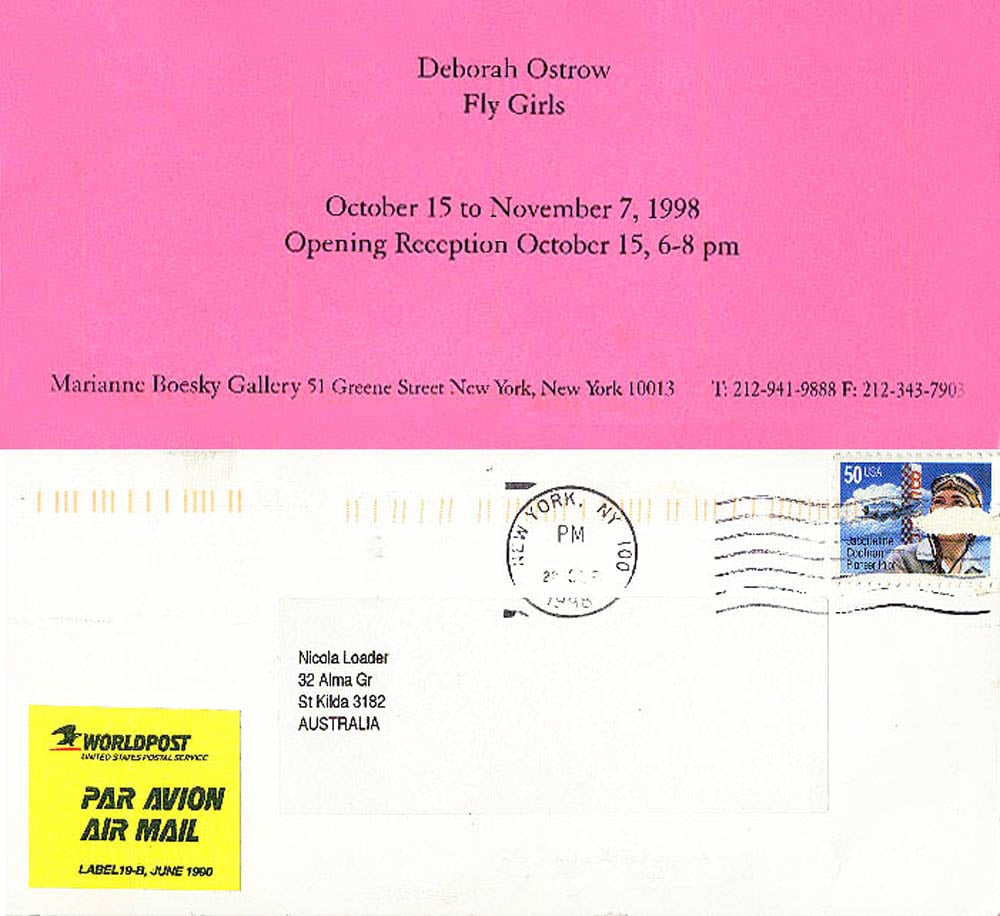 Deborah Ostrow
Fly Girls
October 15 to November 7, 1998
Opening Reception October 15, 6-8 pm
Marianne Boesky Gallery 51 Greene Street New York, New York 10013 T: 212-941-9888 F: 212-343-7903
50 USA
Jacqueline
Cochran
Pioneer Pilot
NEW YORK, NY 100
PM
1998
Nicola Loader
32 Alma Gr
St Kilda 3182
AUSTRALIA
WORLDPOST
UNITED STATES POSTAL SERVICE
PAR AVION
AIR MAIL
LABEL 19-B, JUNE 1990